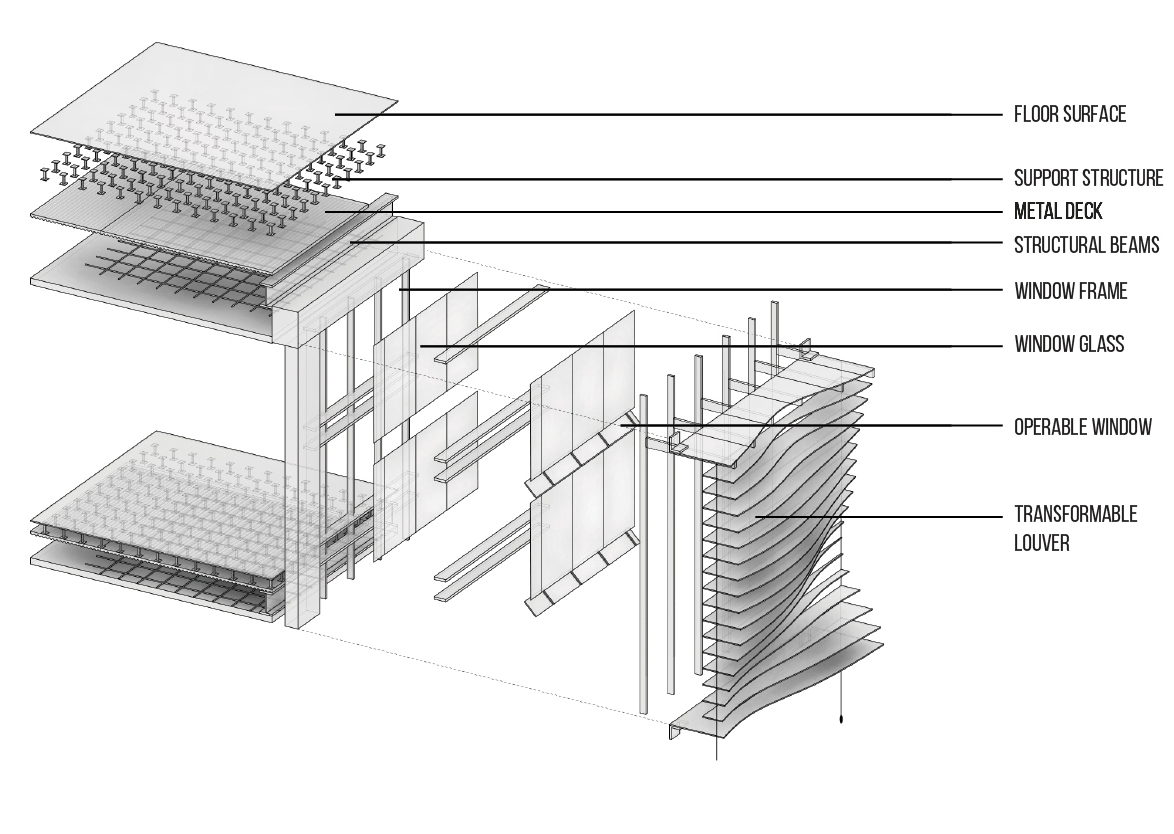 FLOOR SURFACE
SUPPORT STRUCTURE
METAL DECK
STRUCTURAL BEAMS
WINDOW FRAME
WINDOW GLASS
OPERABLE WINDOW
TRANSFORMABLE
LOUVER